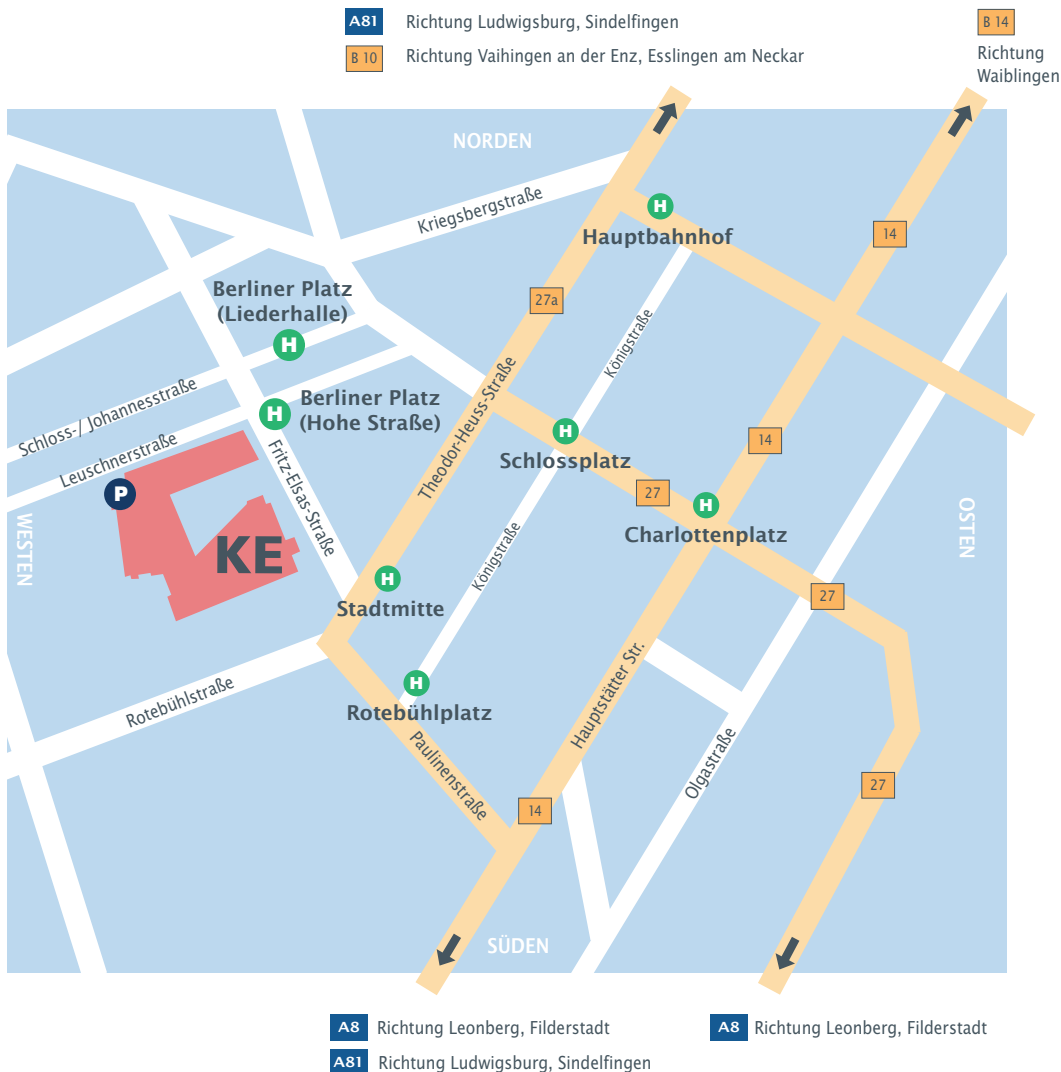 A81 Richtung Ludwigsburg, Sindelfingen
B 10 Richtung Vaihingen an der Enz, Esslingen am Neckar
B 14
Richtung
Waiblingen
NORDEN
Kriegsbergstraße
H
Hauptbahnhof
14
27a
Berliner Platz
(Liederhalle)
H
Königstraße
Schloss-/ Johannesstraße
Theodor-Heuss-Straße
Berliner Platz
(Hohe Straße)
H
Leuschnerstraße
Fritz-Elsas-Straße
H
Schlossplatz
14
27
P
H
Charlottenplatz
WESTEN
OSTEN
KE
Königstraße
H
Stadtmitte
27
Rotebühlstraße
H
Rotebühlplatz
Hauptstätter Str.
Paulinenstraße
Olgastraße
14
27
SÜDEN
A8 Richtung Leonberg, Filderstadt
A81 Richtung Ludwigsburg, Sindelfingen
A8 Richtung Leonberg, Filderstadt